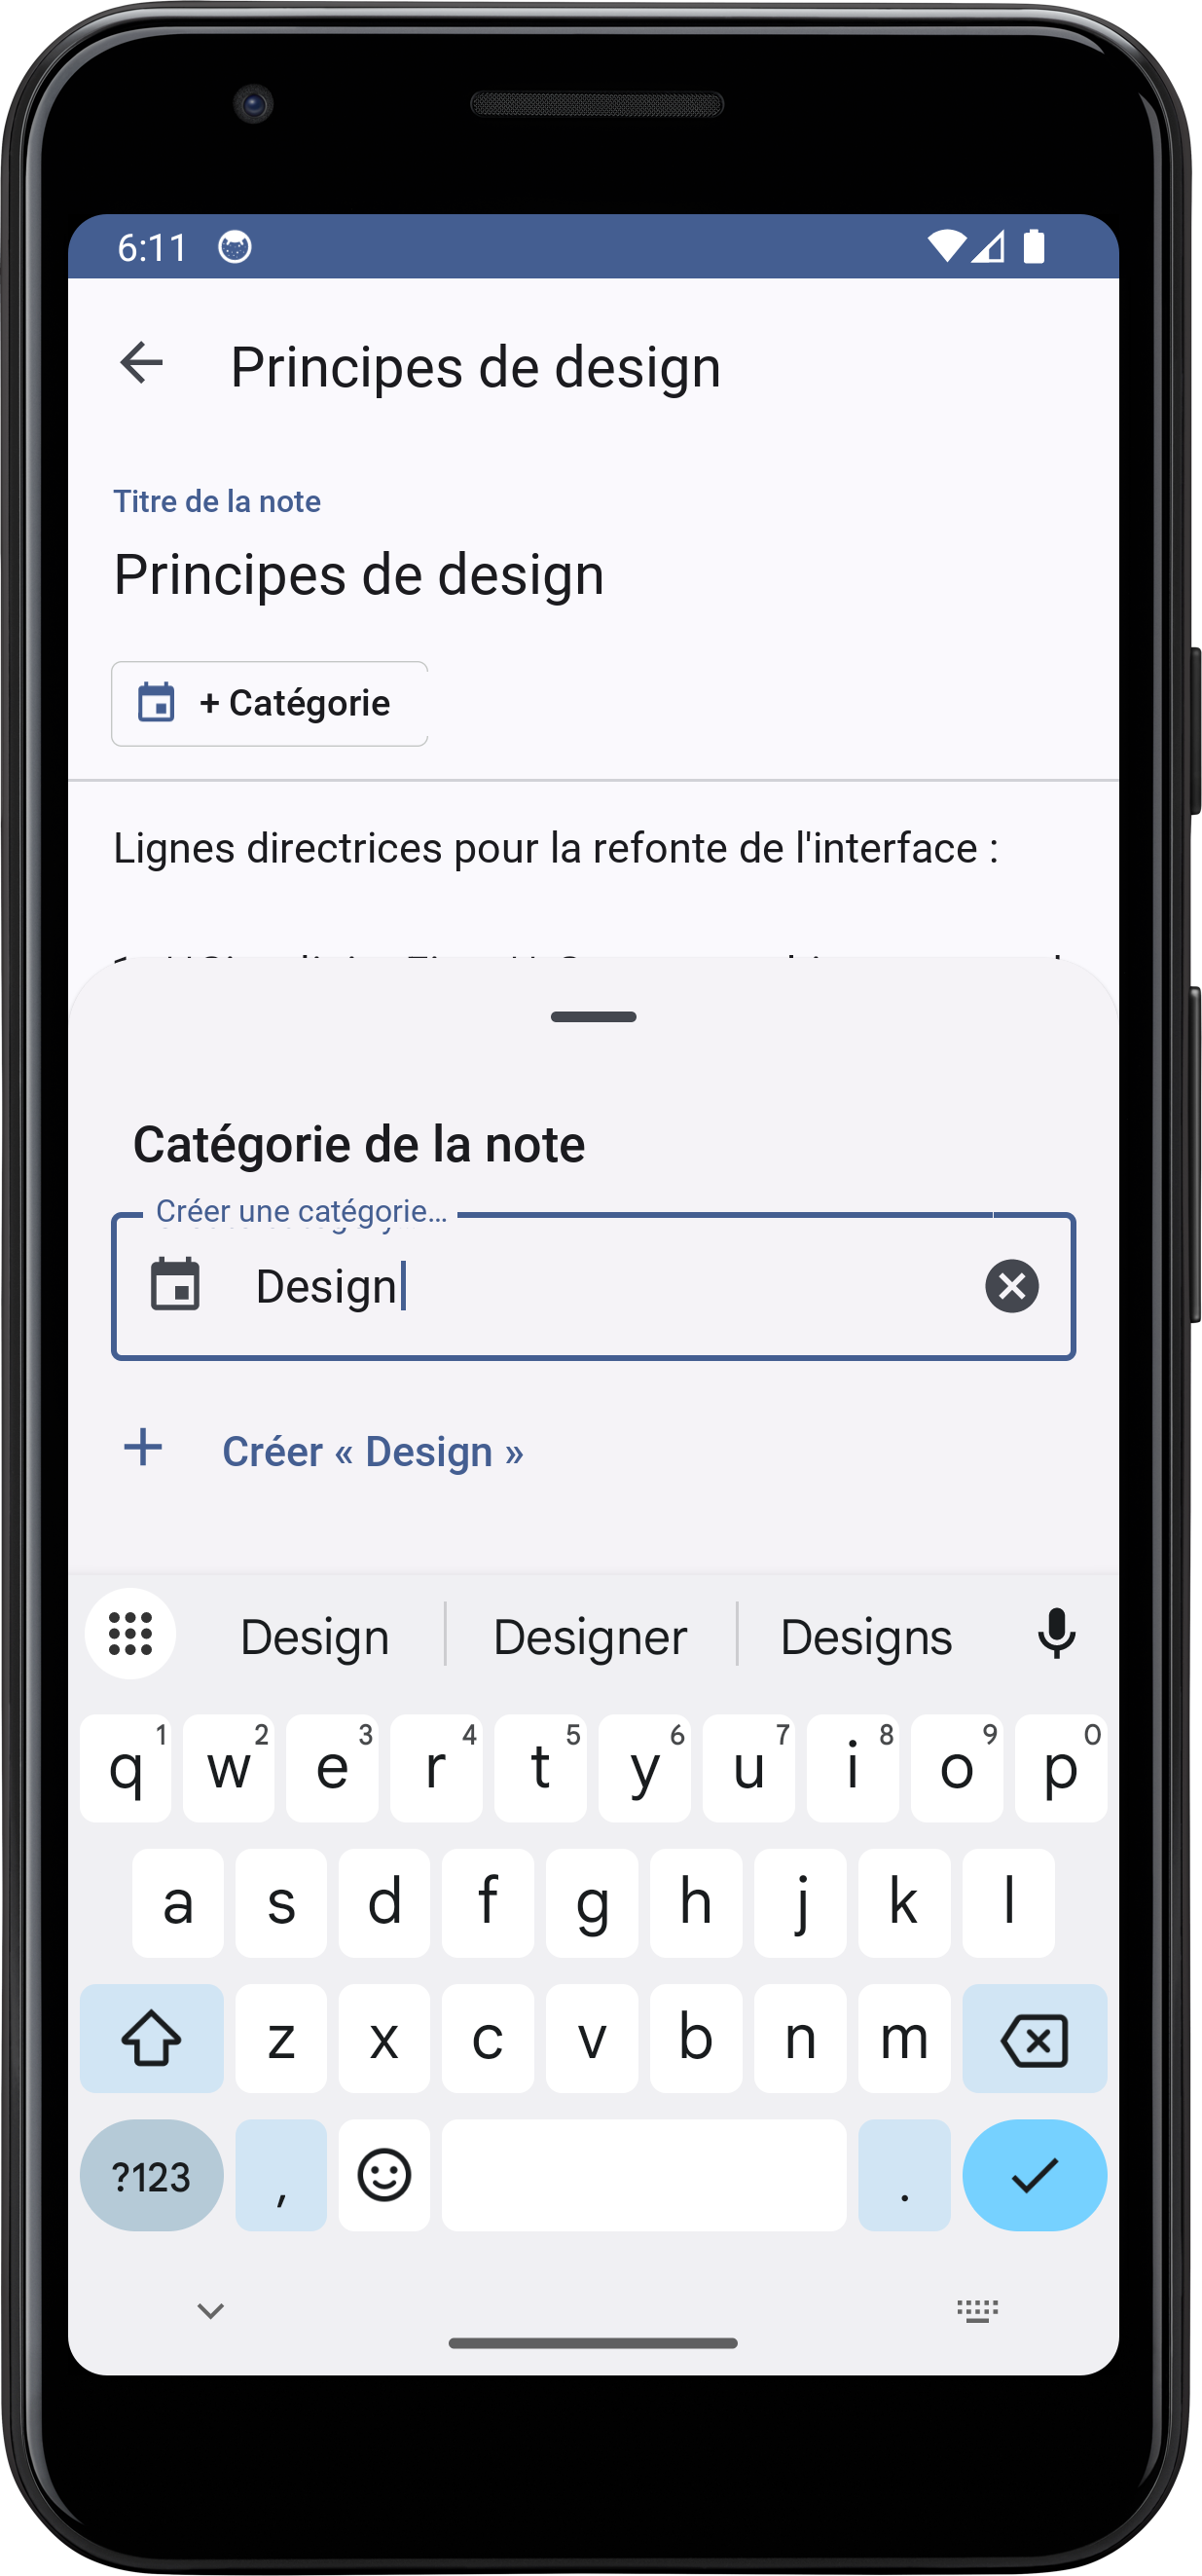 6:11
Principes de design
Titre de la note
Principes de design
+ Catégorie
Lignes directrices pour la refonte de l'interface :
Catégorie de la note
Créer une catégorie...
Design
Créer « Design »
Design Designer Designs
q 1 w 2 e 3 r 4 t 5 y 6 u 7 i 8 o 9 p 0
a s d f g h j k l
z x c v b n m
?123 , .